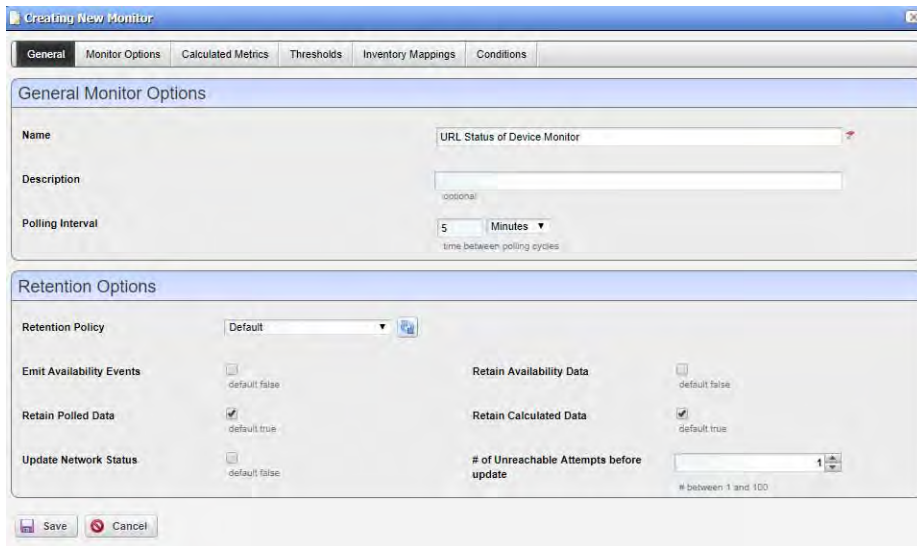 Creating New Monitor
General Monitor Options Calculated Metrics Thresholds Inventory Mappings Conditions
General Monitor Options
Name URL Status of Device Monitor
Description
optional
Polling Interval 5 Minutes
time between polling cycles
Retention Options
Retention Policy Default
Emit Availability Events Retain Availability Data
default false default false
Retain Polled Data Retain Calculated Data
default true default true
Update Network Status # of Unreachable Attempts before update 1
default false # between 1 and 100
Save Cancel